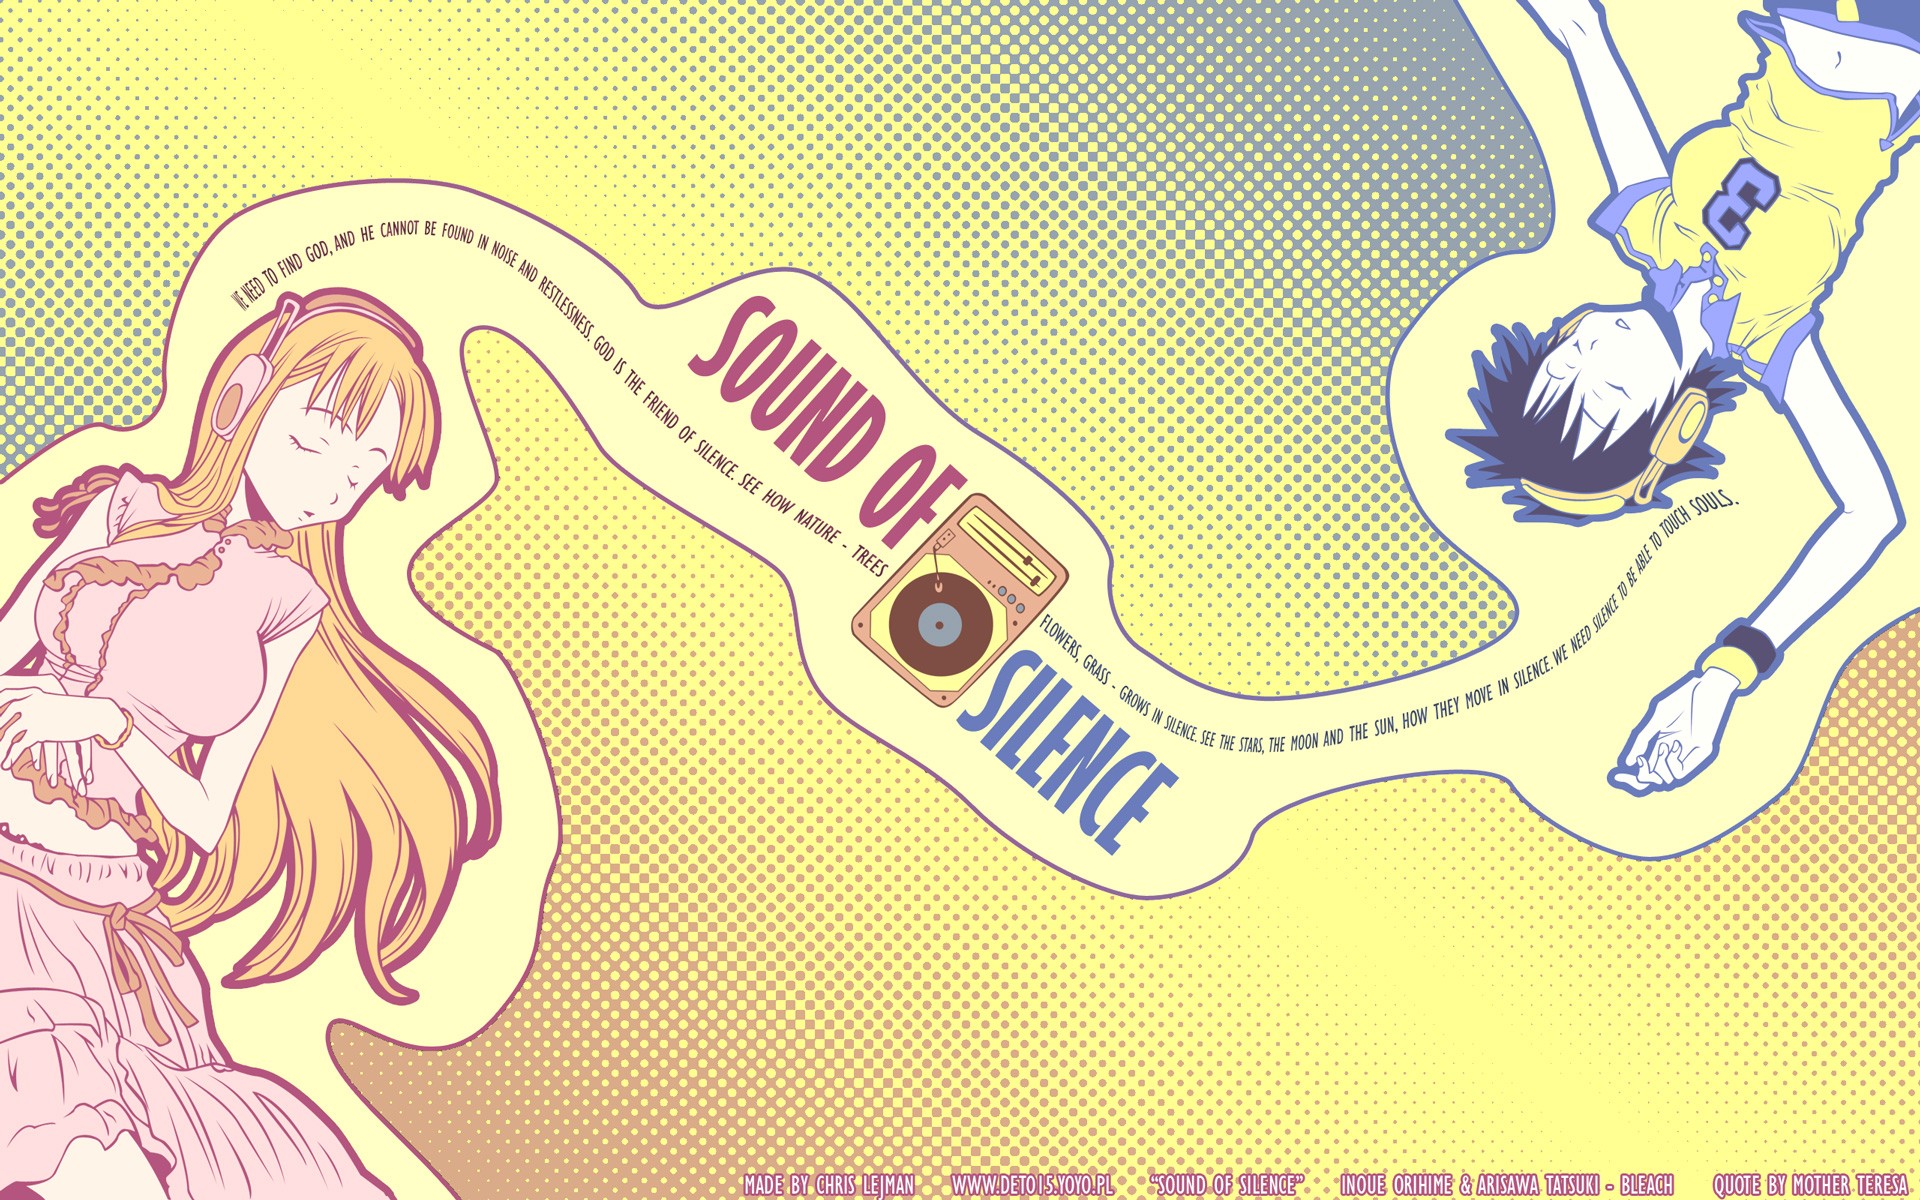 WE NEED TO FIND GOD, AND HE CANNOT BE FOUND IN NOISE AND RESTLESSNESS. GOD IS THE FRIEND OF SILENCE. SEE HOW NATURE - TREES
FLOWERS, GRASS - GROWS IN SILENCE. SEE THE STARS, THE MOON AND THE SUN, HOW THEY MOVE IN SILENCE. WE NEED SILENCE TO BE ABLE TO TOUCH SOULS.
SOUND OF
SILENCE
3
MADE BY CHRIS LEJMAN WWW.DETO15.YOYO.PL "SOUND OF SILENCE" INOUE ORIHIME & ARISAWA TATSUKI - BLEACH QUOTE BY MOTHER TERESA